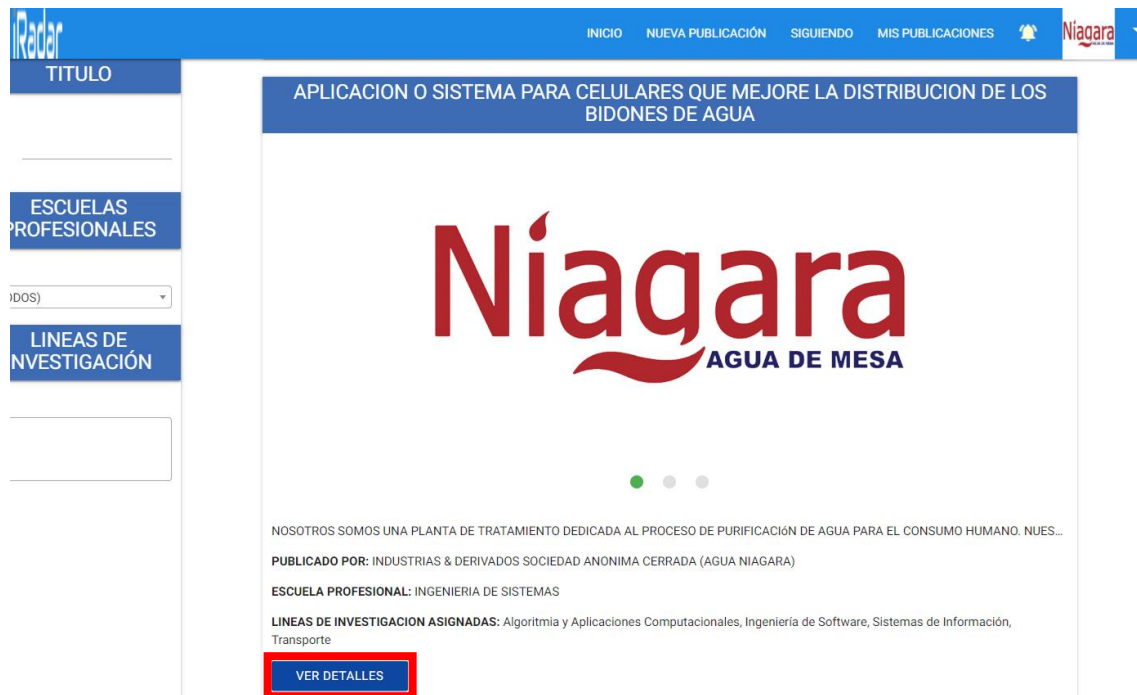 iRadar
INICIO NUEVA PUBLICACIÓN SIGUIENDO MIS PUBLICACIONES
Niagara
TITULO
ESCUELAS
PROFESIONALES
ODOS)
LINEAS DE
NVESTIGACIÓN
APLICACION O SISTEMA PARA CELULARES QUE MEJORE LA DISTRIBUCION DE LOS
BIDONES DE AGUA
Niagara
AGUA DE MESA
NOSOTROS SOMOS UNA PLANTA DE TRATAMIENTO DEDICADA AL PROCESO DE PURIFICACIóN DE AGUA PARA EL CONSUMO HUMANO. NUES...
PUBLICADO POR: INDUSTRIAS & DERIVADOS SOCIEDAD ANONIMA CERRADA (AGUA NIAGARA)
ESCUELA PROFESIONAL: INGENIERIA DE SISTEMAS
LINEAS DE INVESTIGACION ASIGNADAS: Algoritmia y Aplicaciones Computacionales, Ingeniería de Software, Sistemas de Información,
Transporte
VER DETALLES